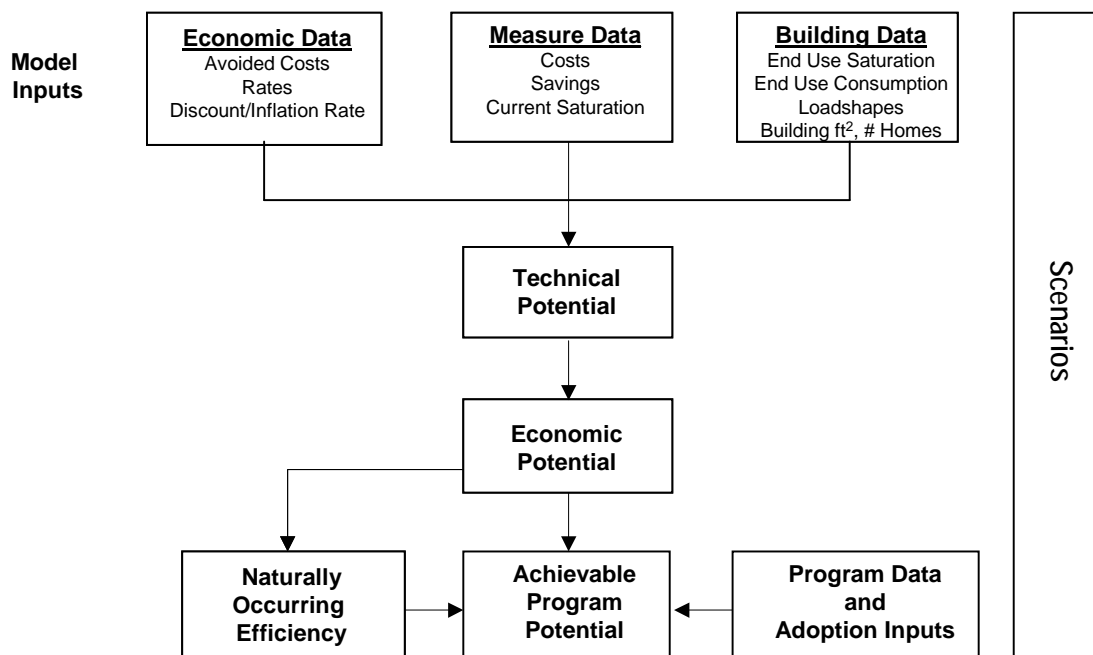 Model
Inputs
Economic Data
Avoided Costs
Rates
Discount/Inflation Rate
Measure Data
Costs
Savings
Current Saturation
Building Data
End Use Saturation
End Use Consumption
Loadshapes
Building ft², # Homes
Scenarios
Technical
Potential
Economic
Potential
Naturally
Occurring
Efficiency
Achievable
Program
Potential
Program Data
and
Adoption Inputs